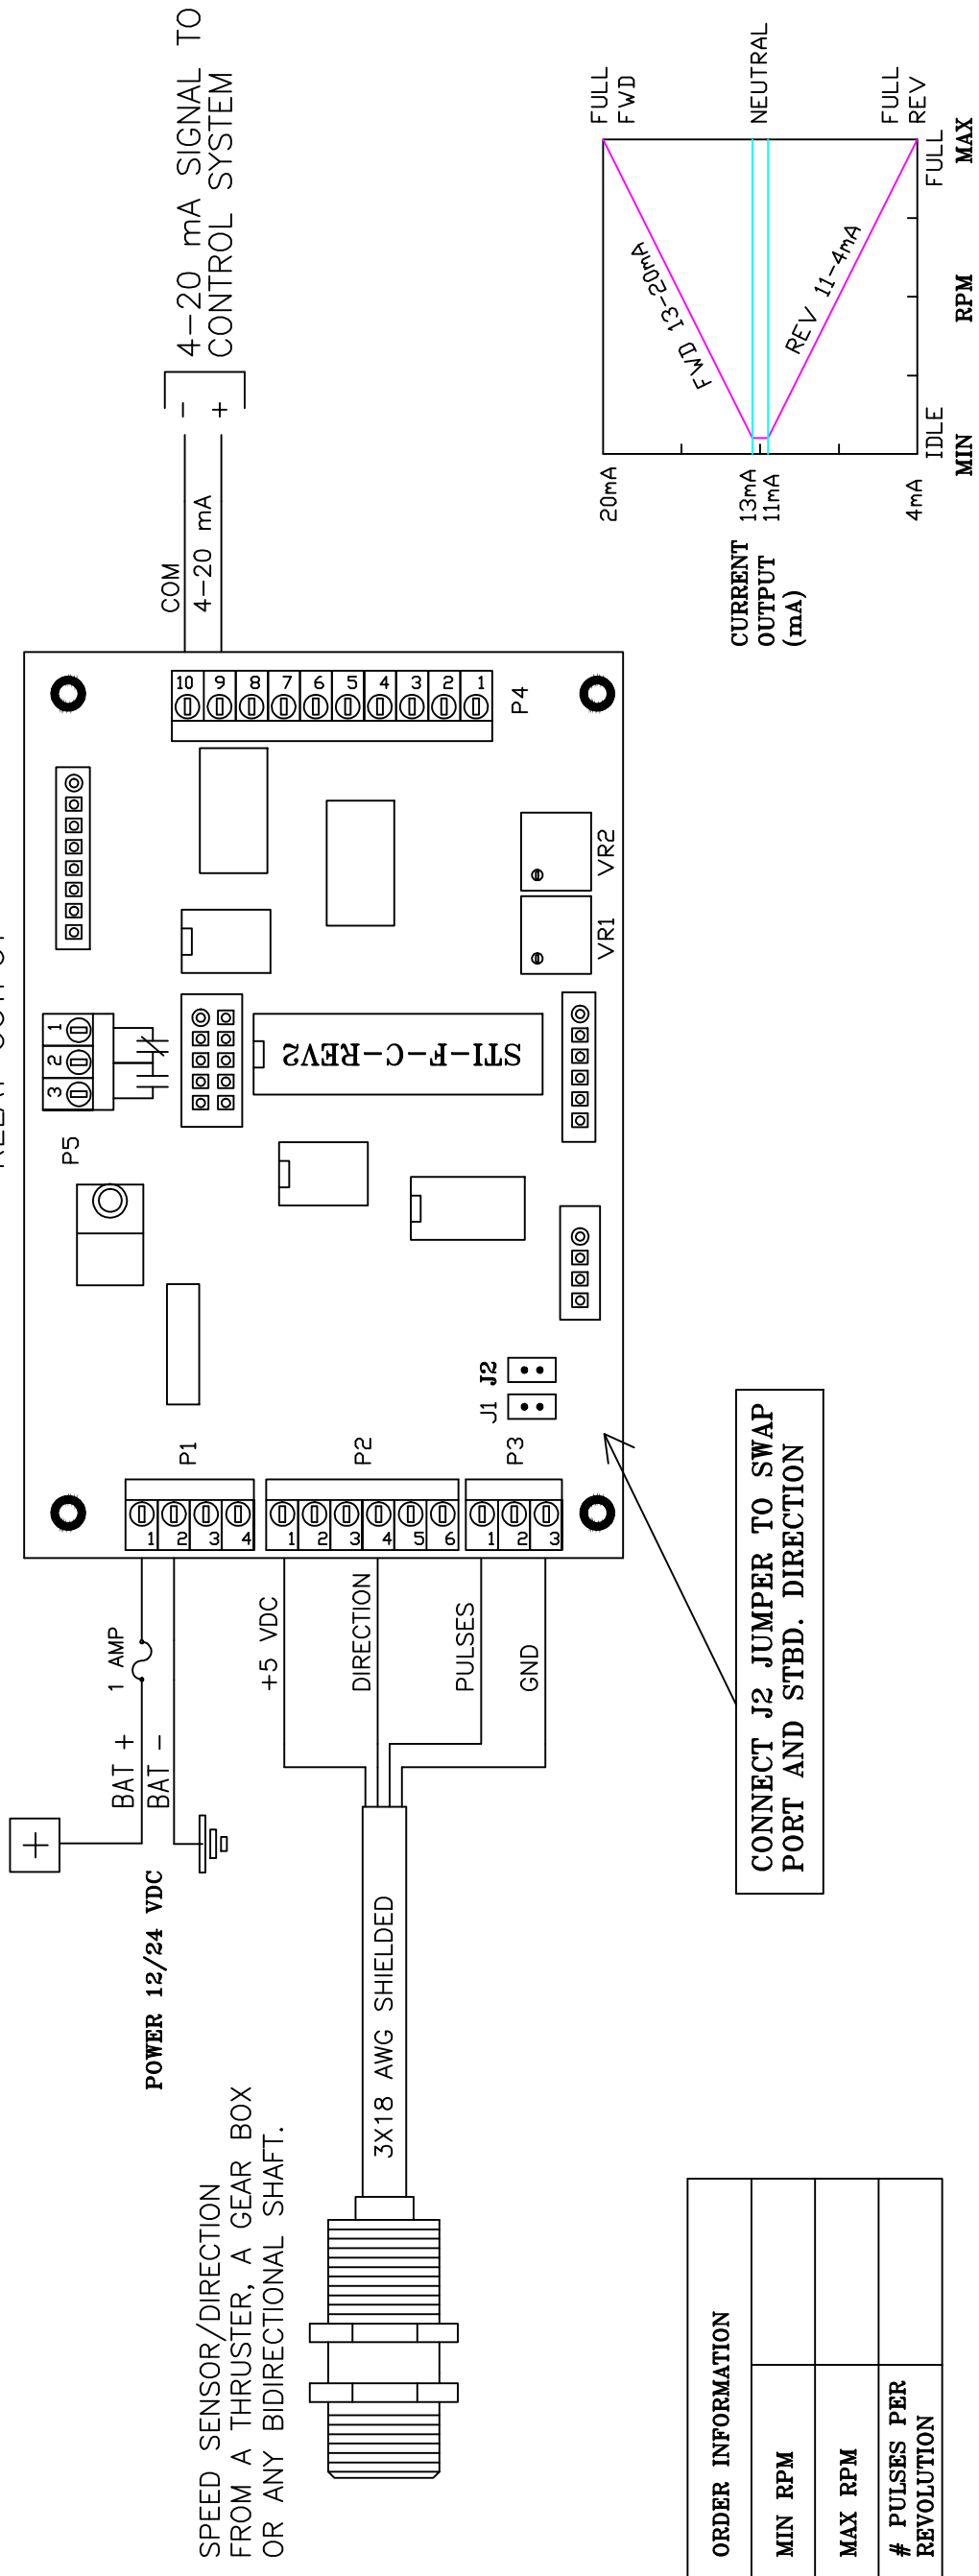 RELAY OUTPUT
4-20 mA SIGNAL TO
CONTROL SYSTEM
-
+
COM
4-20 mA
10
9
8
7
6
5
4
3
2
1
P4
P5
3
2
1
STI-F-C-REV2
VR1
VR2
J1
J2
P1
1
2
3
4
P2
1
2
3
4
5
6
P3
1
2
3
+
BAT +
1 AMP
BAT -
POWER 12/24 VDC
+5 VDC
DIRECTION
PULSES
GND
3X18 AWG SHIELDED
SPEED SENSOR/DIRECTION
FROM A THRUSTER, A GEAR BOX
OR ANY BIDIRECTIONAL SHAFT.
CONNECT J2 JUMPER TO SWAP
PORT AND STBD. DIRECTION
CURRENT
OUTPUT
(mA)
20mA
13mA
11mA
4mA
FWD 13-20mA
REV 11-4mA
FULL
FWD
NEUTRAL
FULL
REV
IDLE
FULL
MIN
RPM
MAX
ORDER INFORMATION
MIN RPM
MAX RPM
# PULSES PER
REVOLUTION